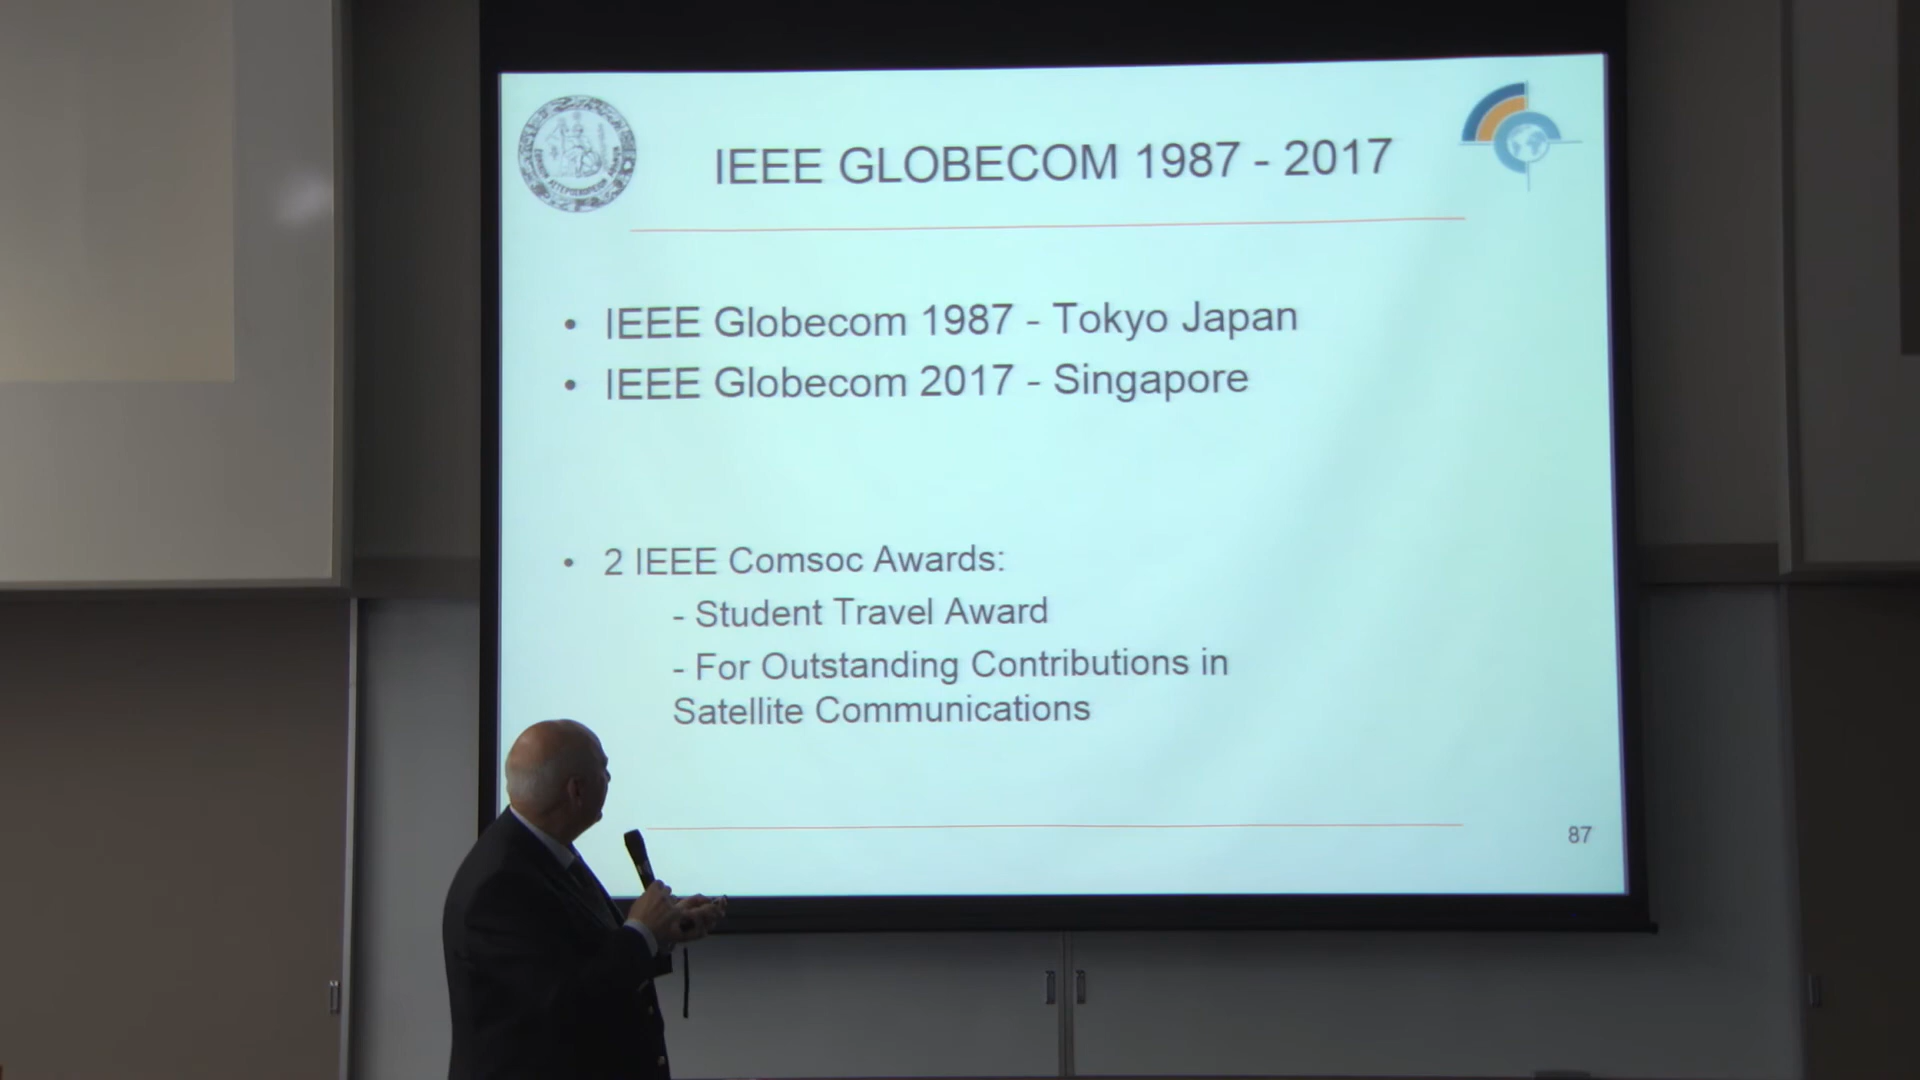 IEEE GLOBECOM 1987 - 2017
• IEEE Globecom 1987 - Tokyo Japan
• IEEE Globecom 2017 - Singapore
• 2 IEEE Comsoc Awards:
- Student Travel Award
- For Outstanding Contributions in
Satellite Communications
87